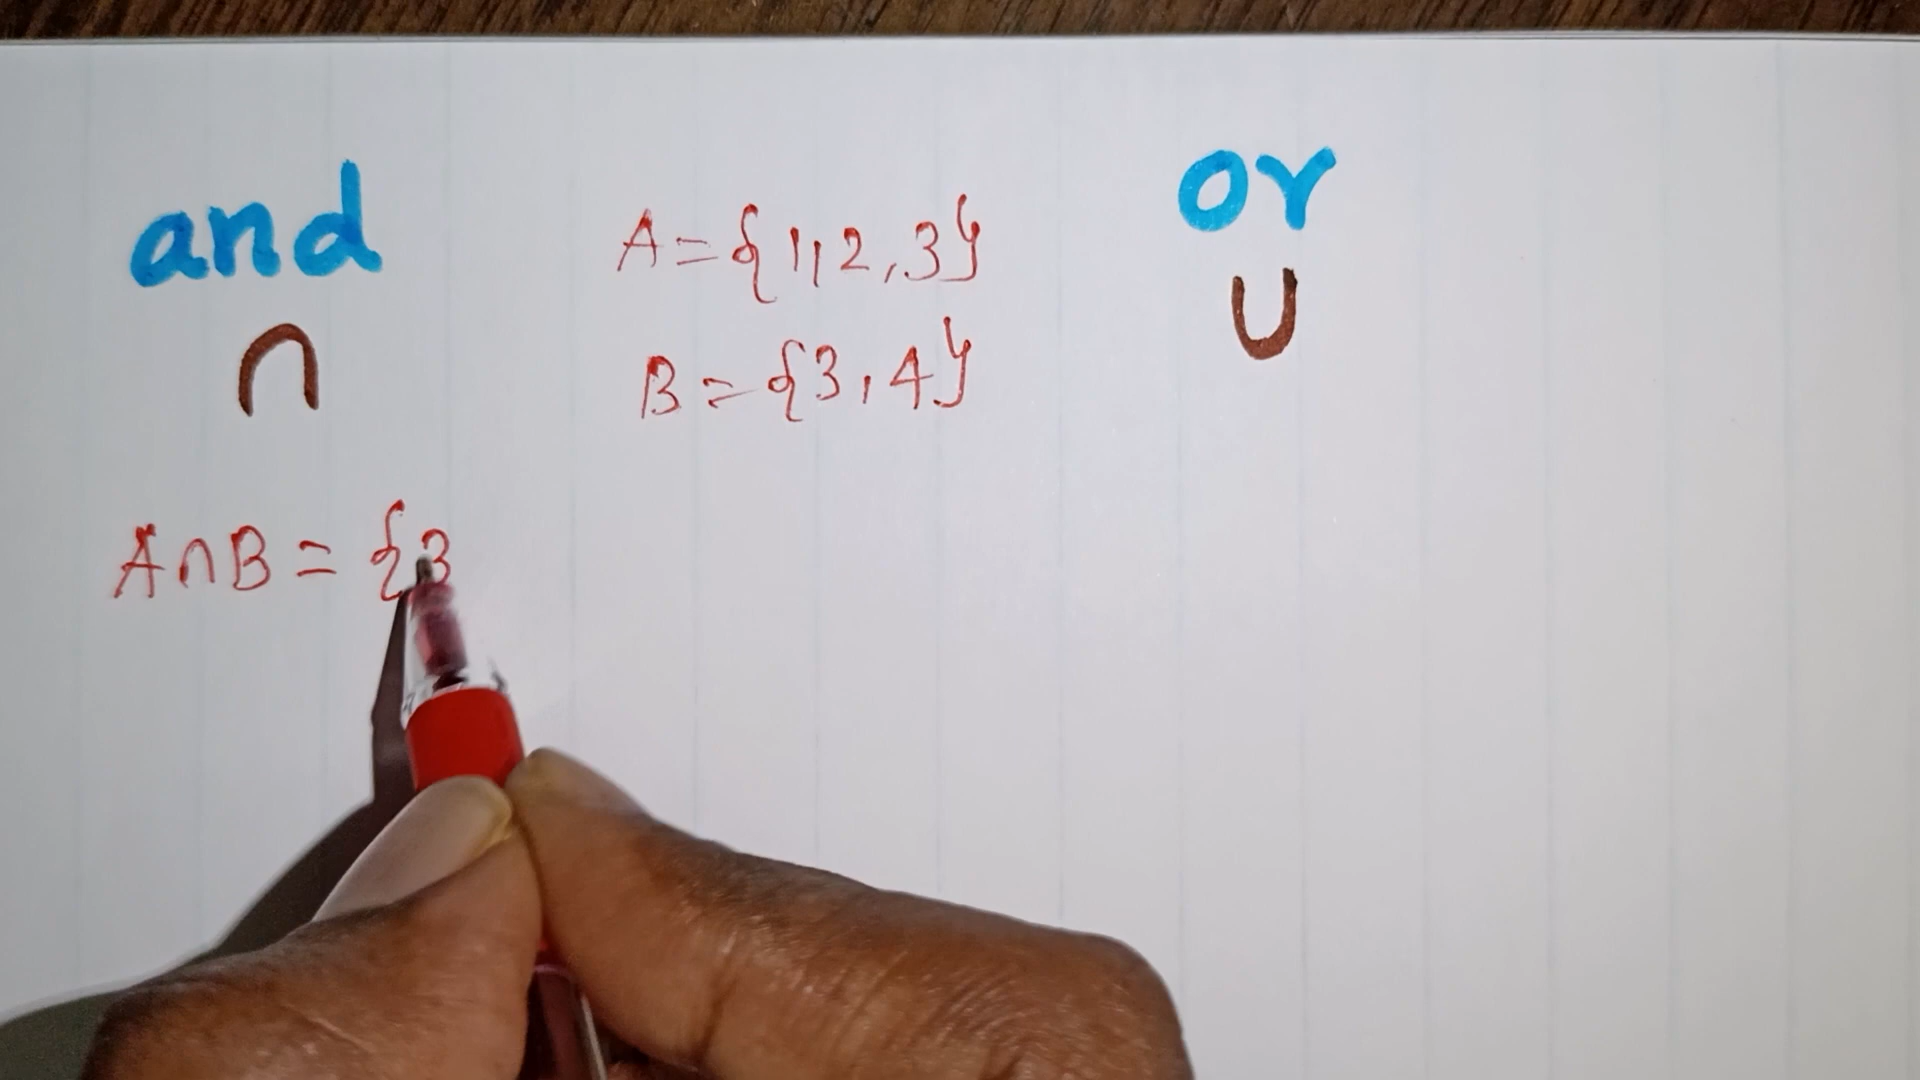 and
∩
A={1,2,3}
B={3,4}
or
U
A∩B={3